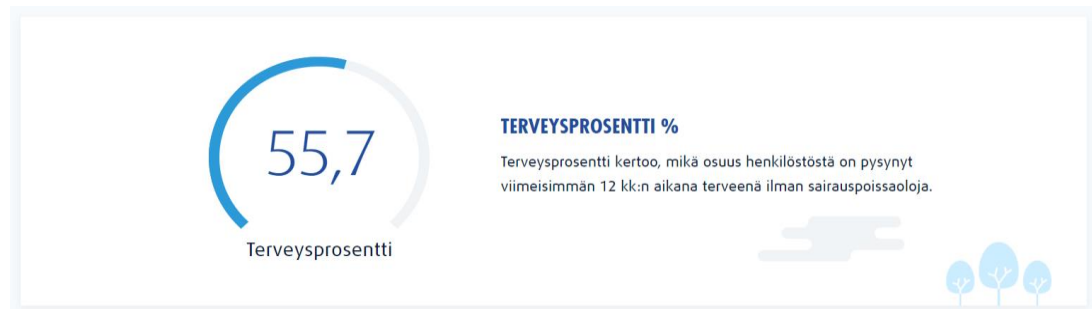 55,7
Terveysprosentti
TERVEYSPROSENTTI %
Terveysprosentti kertoo, mikä osuus henkilöstöstä on pysynyt
viimeisimmän 12 kk:n aikana terveenä ilman sairauspoissaoloja.